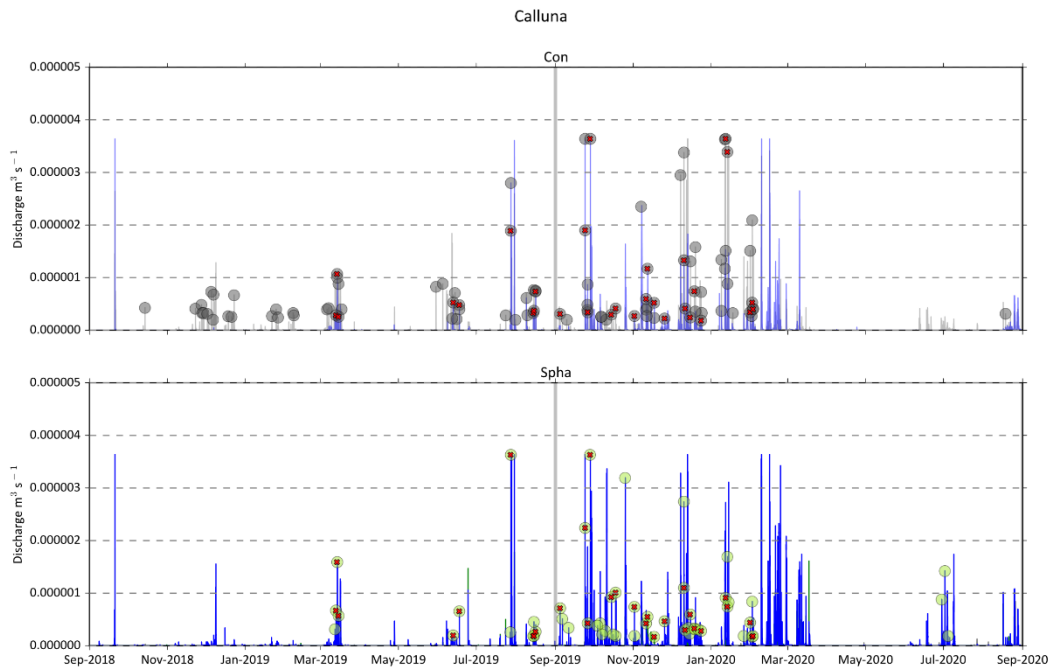 Calluna
Con
0.000005
0.000004
0.000003
0.000002
0.000001
0.000000
Discharge m³ s⁻¹
Sep-2018 Nov-2018 Jan-2019 Mar-2019 May-2019 Jul-2019 Sep-2019 Nov-2019 Jan-2020 Mar-2020 May-2020 Jul-2020 Sep-2020
Spha
0.000005
0.000004
0.000003
0.000002
0.000001
0.000000
Discharge m³ s⁻¹
Sep-2018 Nov-2018 Jan-2019 Mar-2019 May-2019 Jul-2019 Sep-2019 Nov-2019 Jan-2020 Mar-2020 May-2020 Jul-2020 Sep-2020